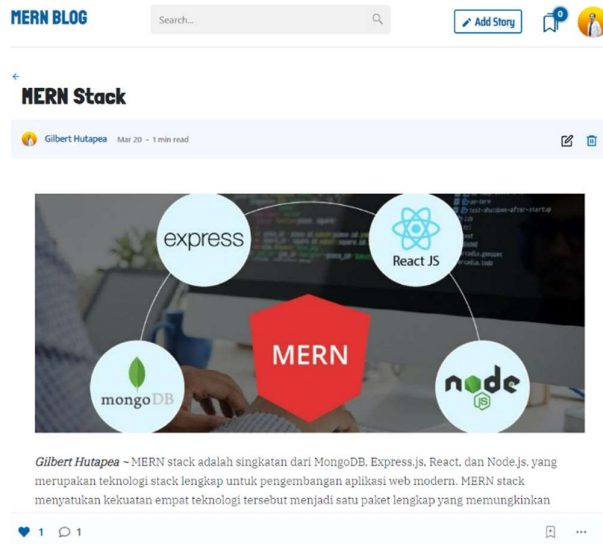 MERN BLOG
Search...
Add Story
0
MERN Stack
Gilbert Hutapea Mar 20 - 1 min read
express
React JS
MERN
mongoDB
node
JS
Gilbert Hutapea ~ MERN stack adalah singkatan dari MongoDB, Express.js, React, dan Node.js, yang
merupakan teknologi stack lengkap untuk pengembangan aplikasi web modern. MERN stack
menyatukan kekuatan empat teknologi tersebut menjadi satu paket lengkap yang memungkinkan
1 1